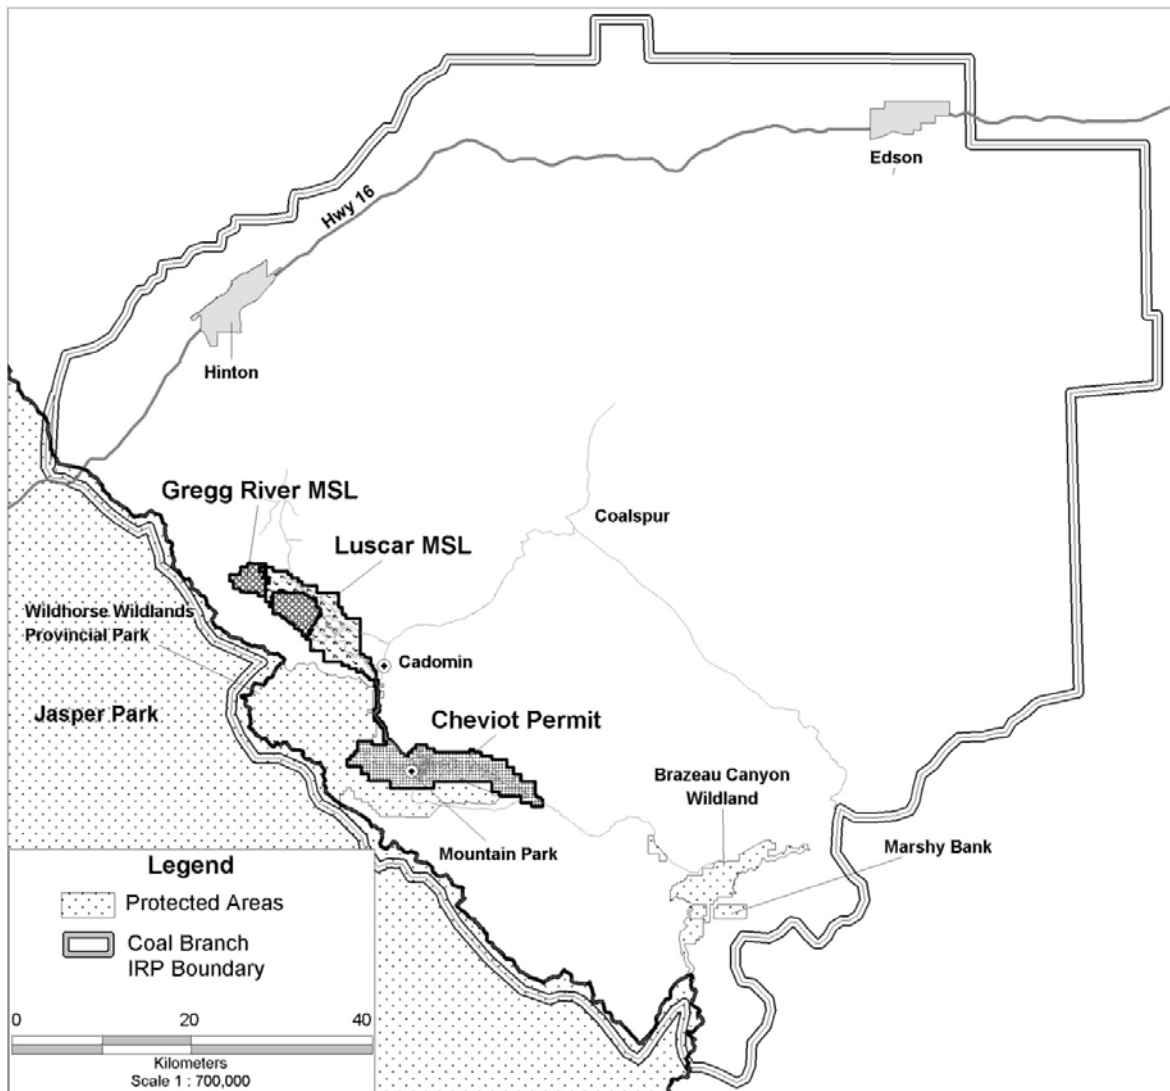 Edson
Hwy 16
Hinton
Gregg River MSL
Coalspur
Luscar MSL
Wildhorse Wildlands
Provincial Park
Cadomin
Jasper Park
Cheviot Permit
Brazeau Canyon
Wildland
Mountain Park
Marshy Bank
Legend
Protected Areas
Coal Branch
IRP Boundary
0 20 40
Kilometers
Scale 1 : 700,000